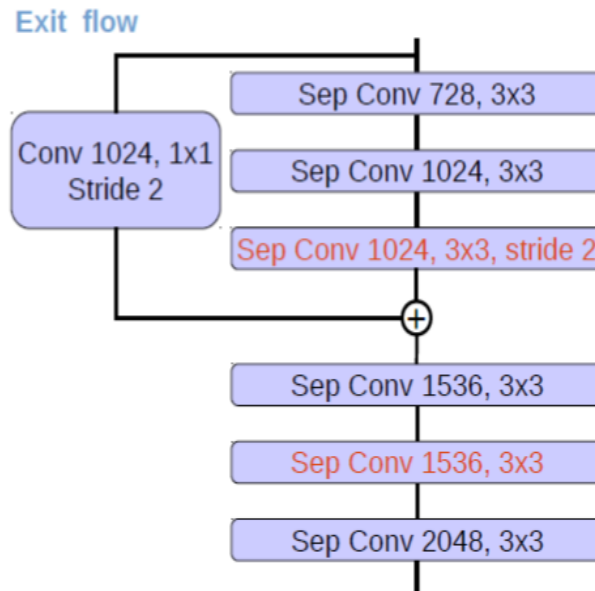 Exit flow
Sep Conv 728, 3x3
Conv 1024, 1x1
Stride 2
Sep Conv 1024, 3x3
Sep Conv 1024, 3x3, stride 2
+
Sep Conv 1536, 3x3
Sep Conv 1536, 3x3
Sep Conv 2048, 3x3